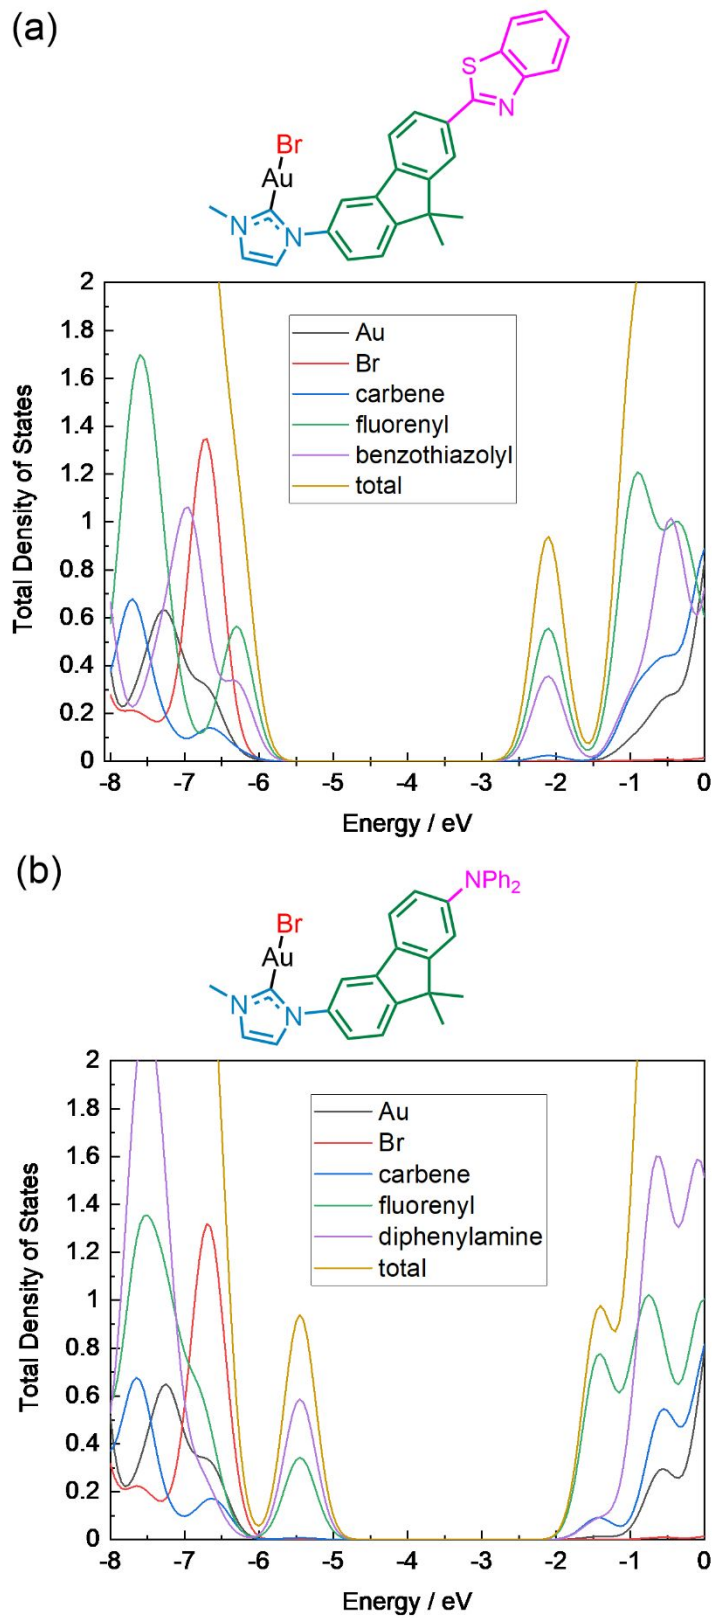 (a)
S
N
Br
Au
N
N
2
1.8
1.6
1.4
1.2
1
0.8
0.6
0.4
0.2
0
Total Density of States
Au
Br
carbene
fluorenyl
benzothiazolyl
total
-8 -7 -6 -5 -4 -3 -2 -1 0
Energy / eV
(b)
NPh₂
Br
Au
N
N
2
1.8
1.6
1.4
1.2
1
0.8
0.6
0.4
0.2
0
Total Density of States
Au
Br
carbene
fluorenyl
diphenylamine
total
-8 -7 -6 -5 -4 -3 -2 -1 0
Energy / eV